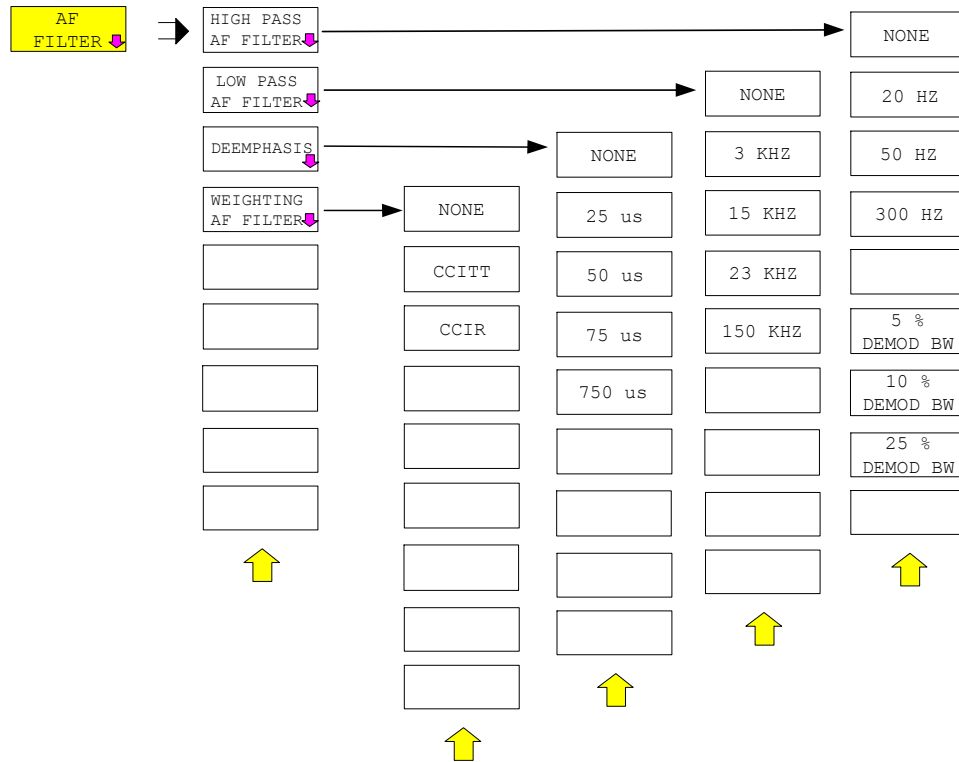 AF
FILTER
HIGH PASS
AF FILTER
LOW PASS
AF FILTER
DEEMPHASIS
WEIGHTING
AF FILTER
NONE
CCITT
CCIR
NONE
25 us
50 us
75 us
750 us
NONE
3 KHZ
15 KHZ
23 KHZ
150 KHZ
NONE
20 HZ
50 HZ
300 HZ
5 %
DEMOD BW
10 %
DEMOD BW
25 %
DEMOD BW